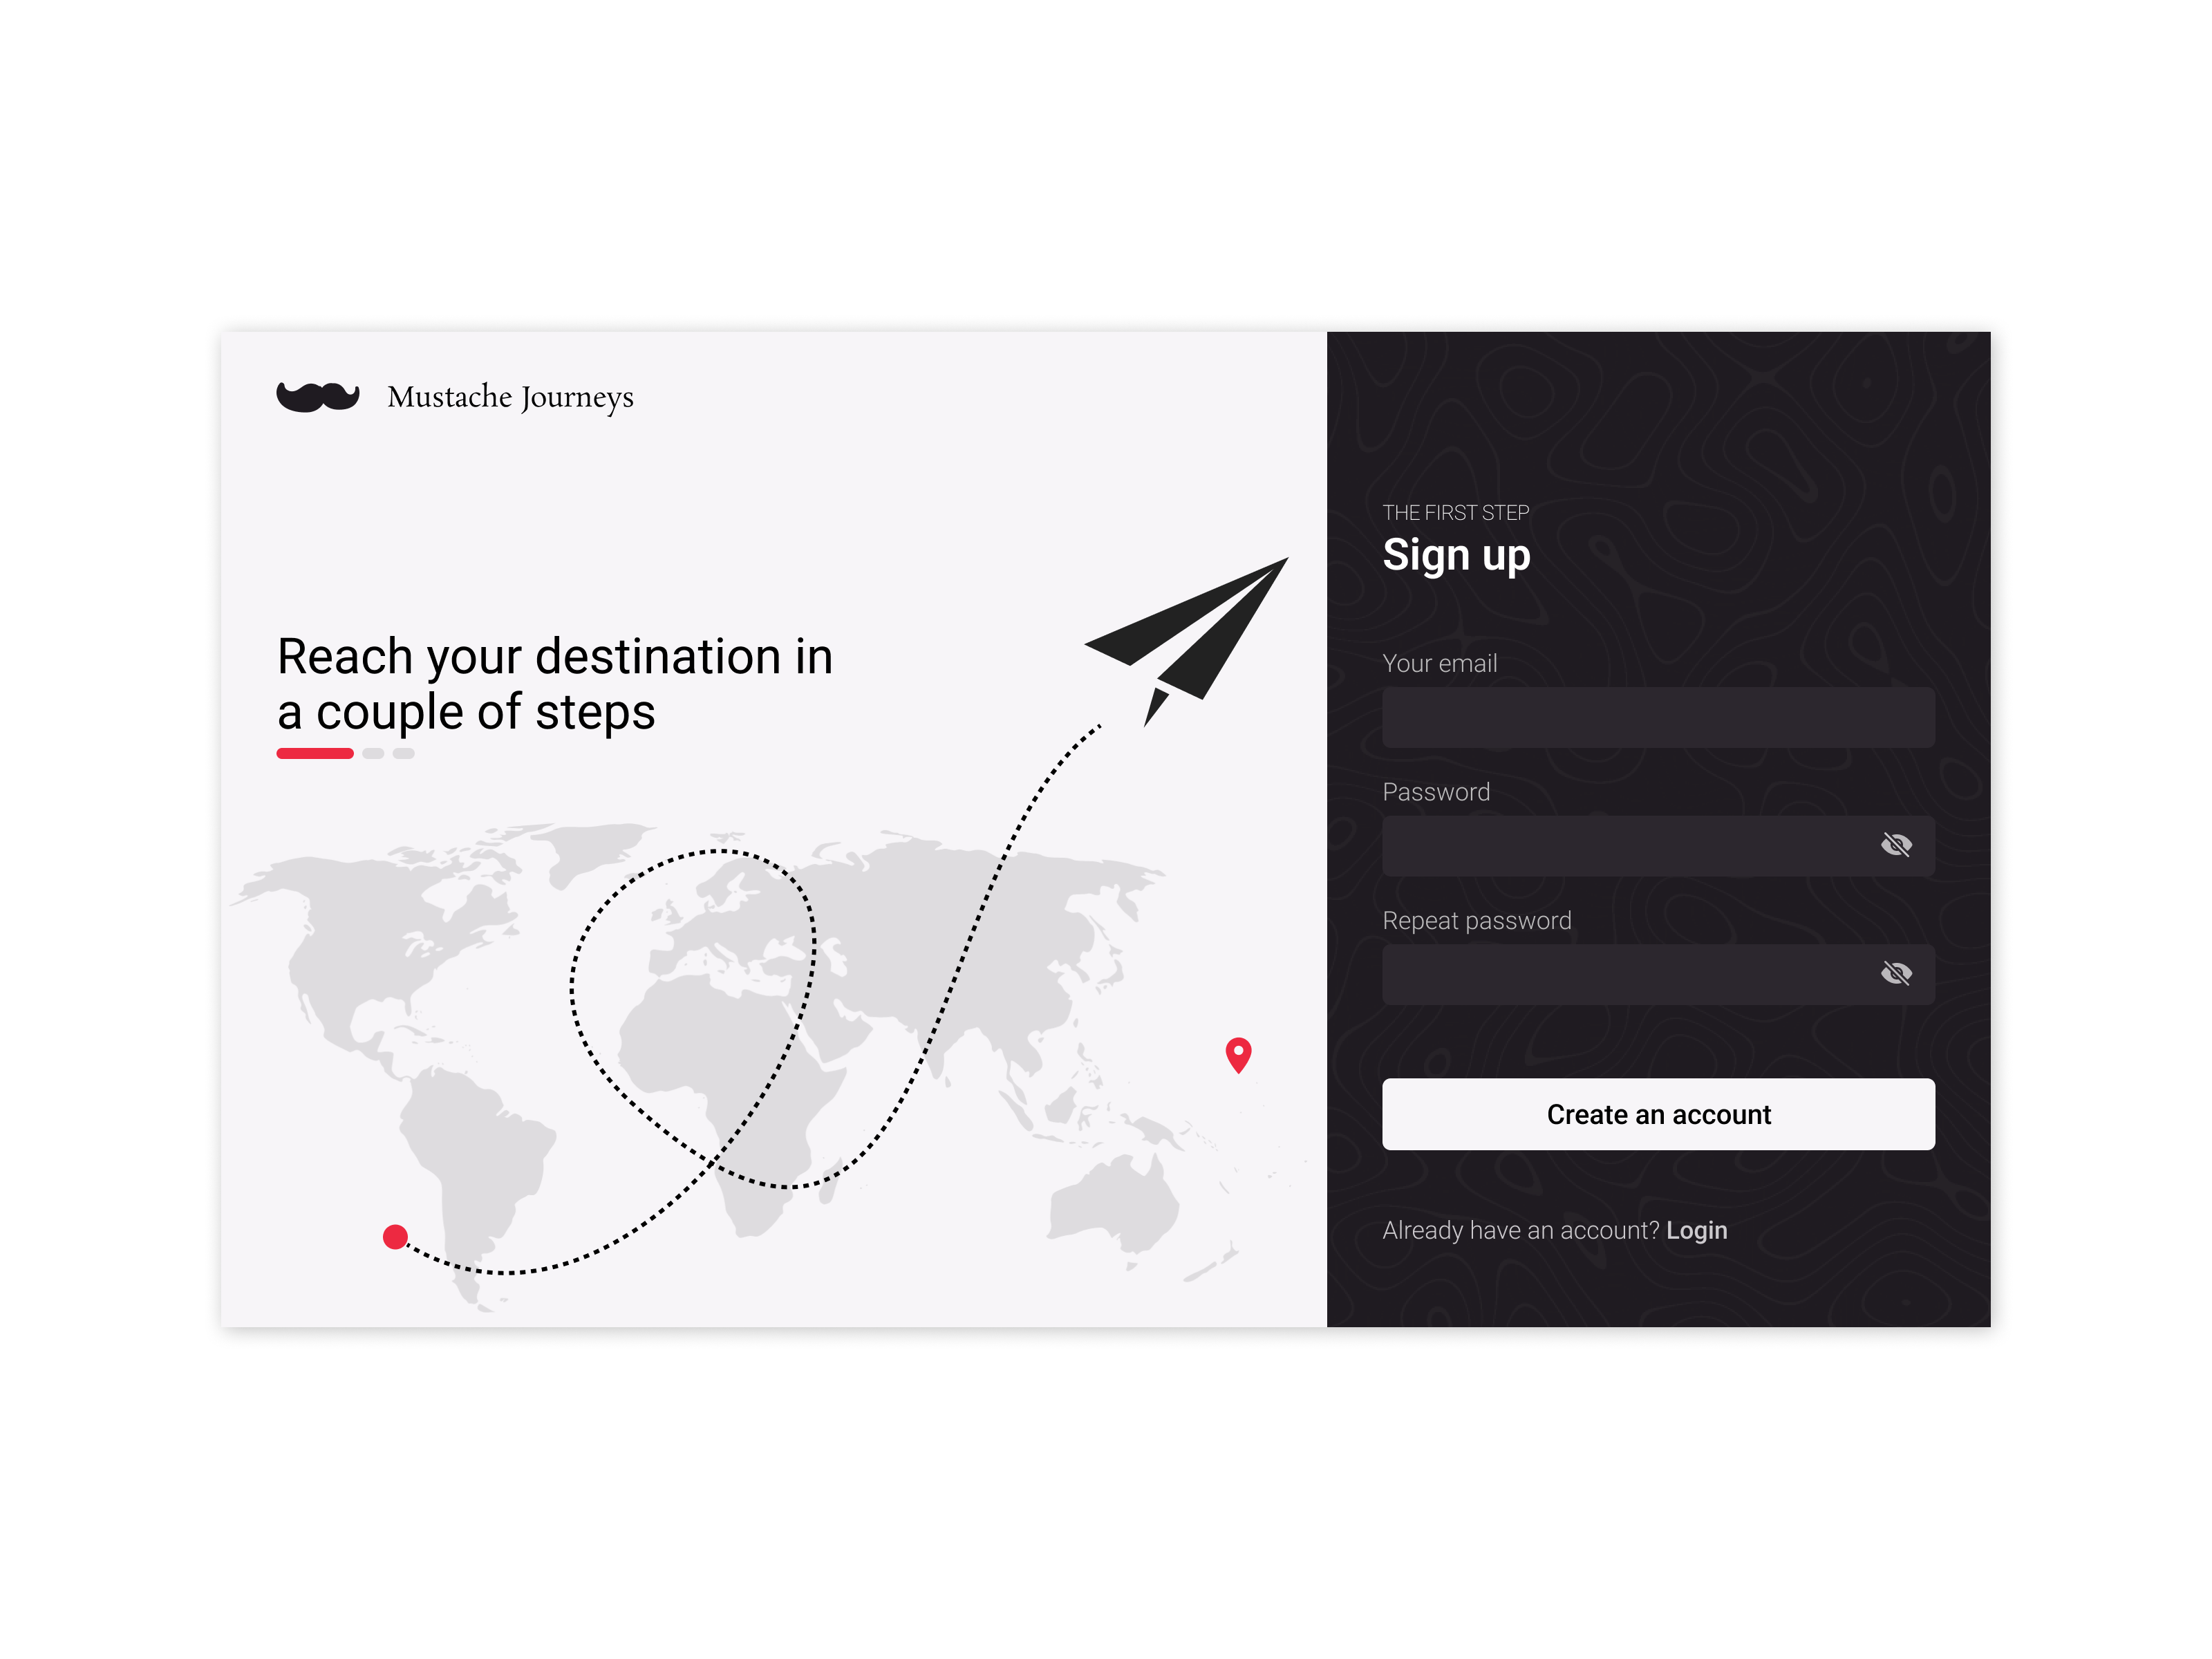 Mustache Journeys
Reach your destination in
a couple of steps
THE FIRST STEP
Sign up
Your email
Password
Repeat password
Create an account
Already have an account? Login